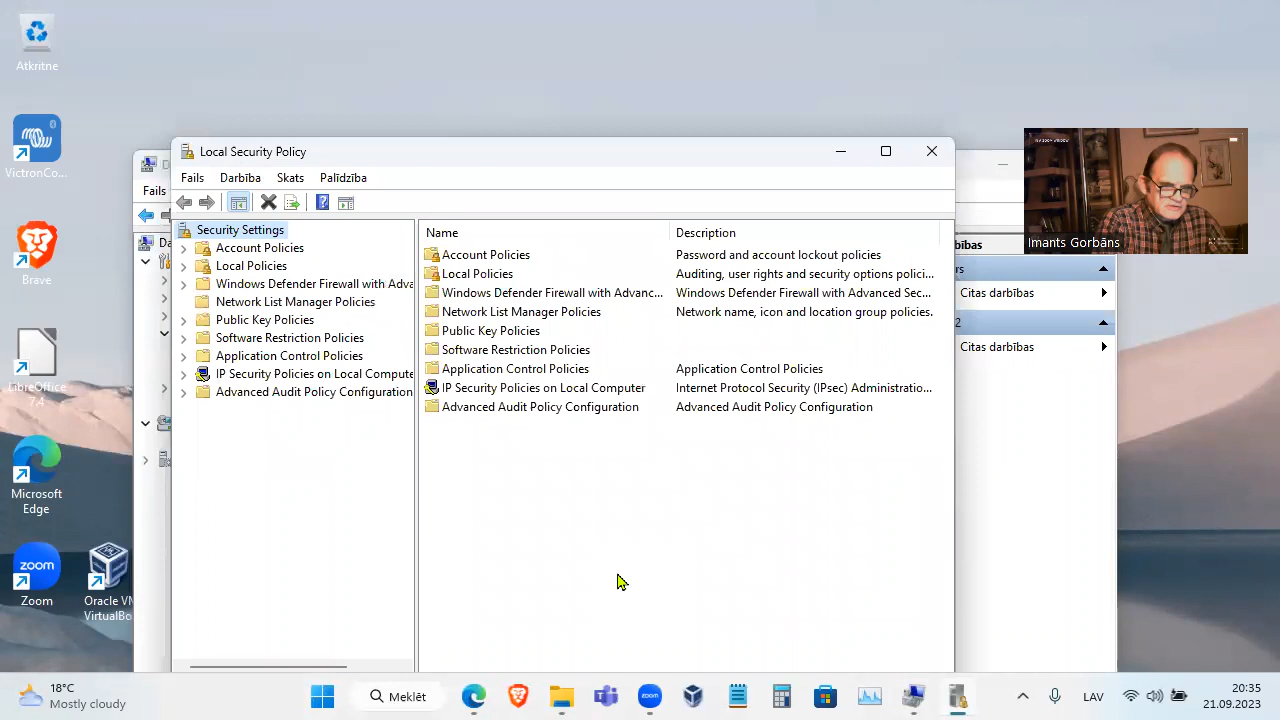 Atkritne
VictronCo...
Brave
LibreOffice
7.4
Microsoft
Edge
Zoom
Oracle VM
VirtualBo
zoom
Fails
Local Security Policy
Fails Darbība Skats Palīdzība
Security Settings
Account Policies
Local Policies
Windows Defender Firewall with Adva
Network List Manager Policies
Public Key Policies
Software Restriction Policies
Application Control Policies
IP Security Policies on Local Compute
Advanced Audit Policy Configuration
Name Description
Account Policies Password and account lockout policies
Local Policies Auditing, user rights and security options polici...
Windows Defender Firewall with Advanc... Windows Defender Firewall with Advanced Sec...
Network List Manager Policies Network name, icon and location group policies.
Public Key Policies
Software Restriction Policies
Application Control Policies Application Control Policies
IP Security Policies on Local Computer Internet Protocol Security (IPsec) Administratio...
Advanced Audit Policy Configuration Advanced Audit Policy Configuration
Imants Gorbāns
bības
rs
Citas darbības
2
Citas darbības
18°C
Mostly cloudy
Meklēt
zoom
LAV
20:35
21.09.2023